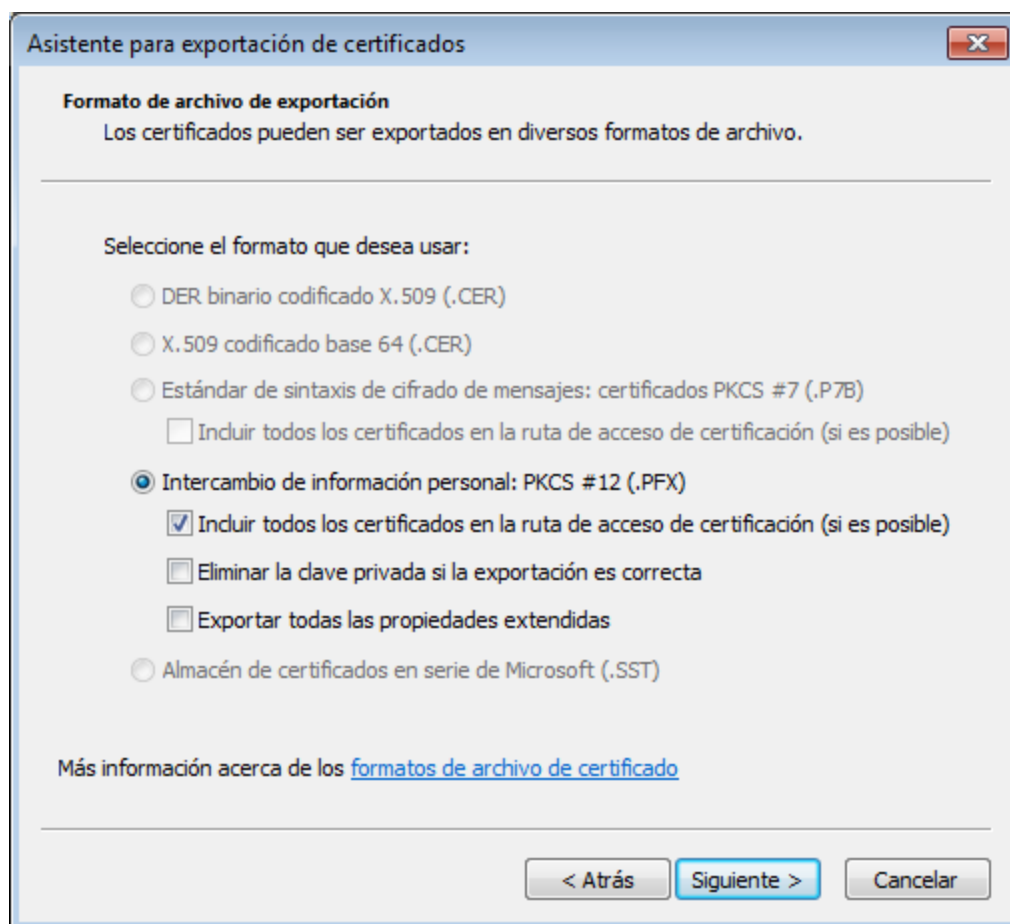 Asistente para exportación de certificados
Formato de archivo de exportación
Los certificados pueden ser exportados en diversos formatos de archivo.
Seleccione el formato que desea usar:
DER binario codificado X.509 (.CER)
X.509 codificado base 64 (.CER)
Estándar de sintaxis de cifrado de mensajes: certificados PKCS #7 (.P7B)
Incluir todos los certificados en la ruta de acceso de certificación (si es posible)
Intercambio de información personal: PKCS #12 (.PFX)
Incluir todos los certificados en la ruta de acceso de certificación (si es posible)
Eliminar la clave privada si la exportación es correcta
Exportar todas las propiedades extendidas
Almacén de certificados en serie de Microsoft (.SST)
Más información acerca de los formatos de archivo de certificado
< Atrás Siguiente > Cancelar